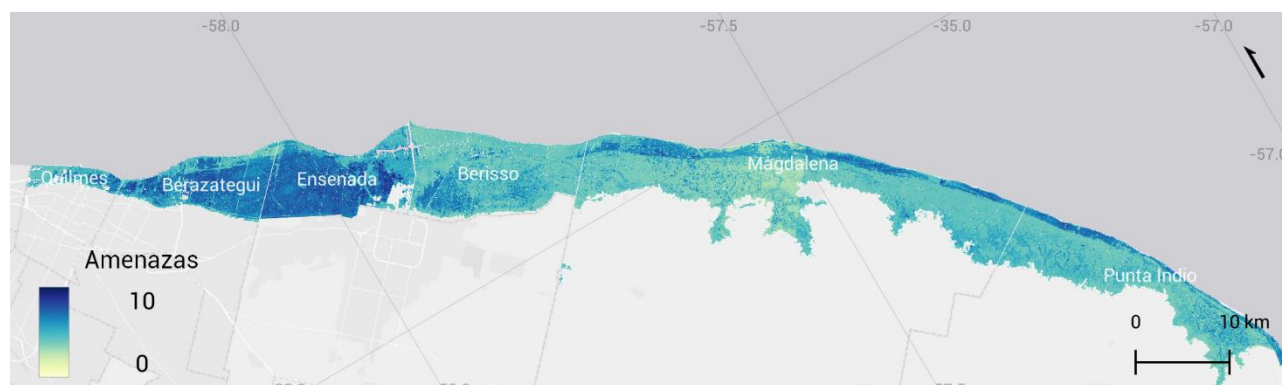 -58.0
-57.5
-35.0
-57.0
-57.0
Quilmes
Berazategui
Ensenada
Berisso
Magdalena
Punta Indio
Amenazas
10
0
0
10 km